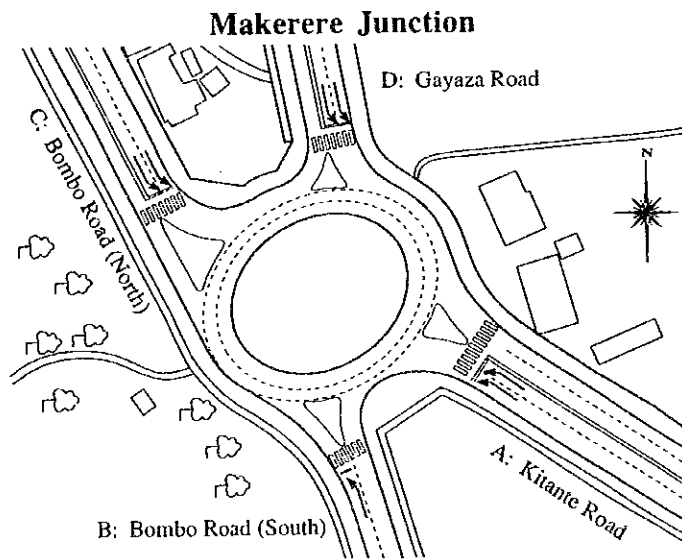 Makerere Junction
D: Gayaza Road
C: Bombo Road (North)
N
A: Kitante Road
B: Bombo Road (South)